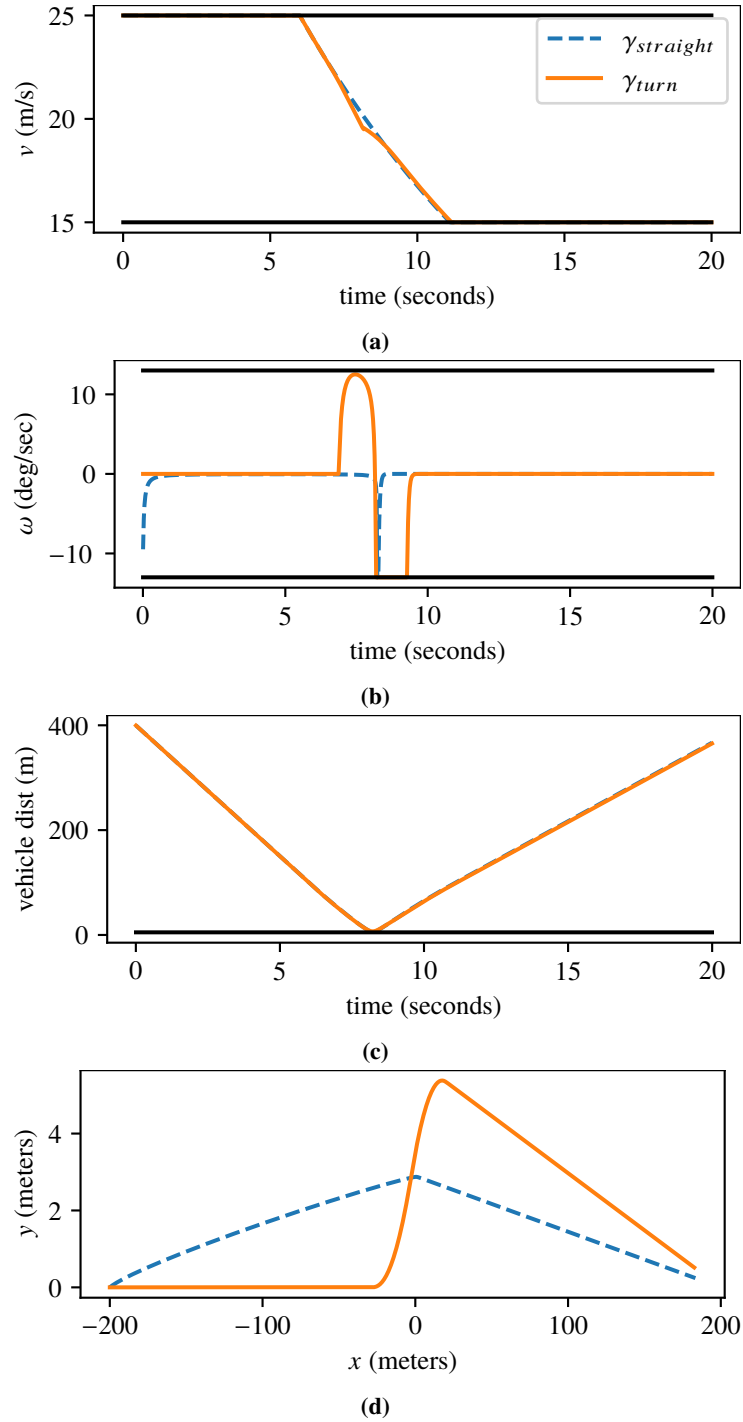 25
20
15
v (m/s)
γstraight
γturn
0 5 10 15 20
time (seconds)
(a)
10
0
−10
ω (deg/sec)
0 5 10 15 20
time (seconds)
(b)
400
200
0
vehicle dist (m)
0 5 10 15 20
time (seconds)
(c)
4
2
0
y (meters)
−200 −100 0 100 200
x (meters)
(d)